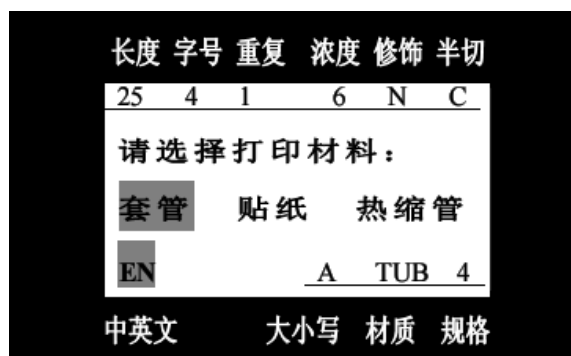 长度 字号 重复 浓度 修饰 半切
25 4 1 6 N C
请选择打印材料：
套管 贴纸 热缩管
EN A TUB 4
中英文 大小写 材质 规格